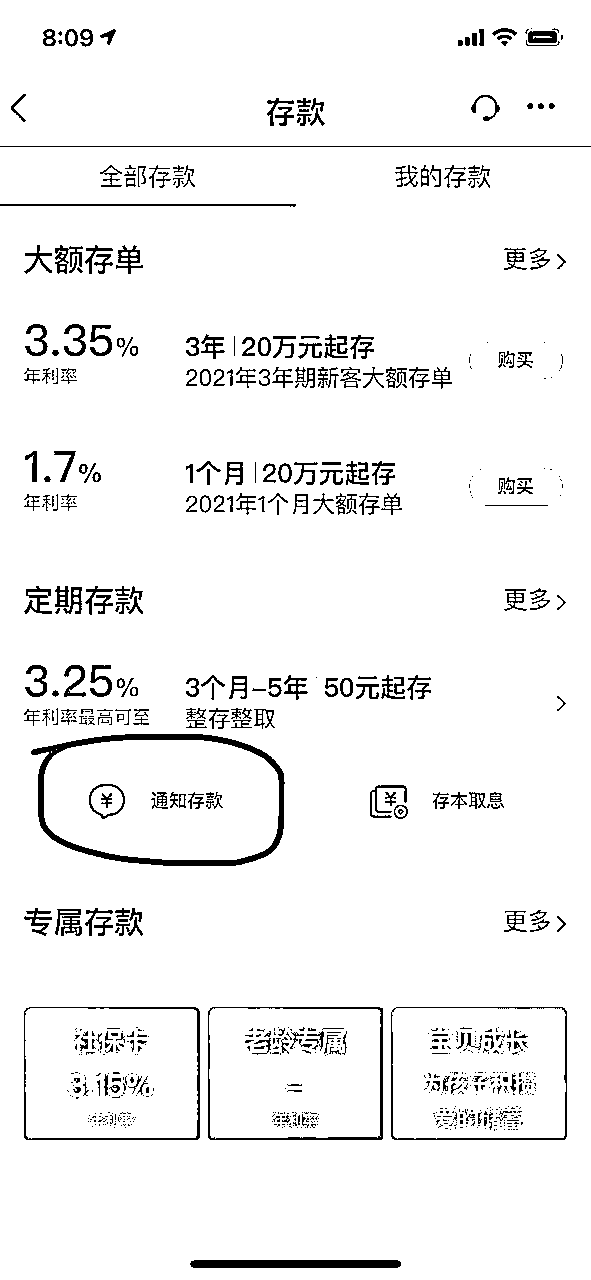 8:09
存款
全部存款
我的存款
大额存单
更多
3.35%
年利率
3年 | 20万元起存
2021年3年期新客大额存单
购买
1.7%
年利率
1个月 | 20万元起存
2021年1个月大额存单
购买
定期存款
更多
3.25%
年利率最高可至
3个月-5年 50元起存
整存整取
通知存款
存本取息
专属存款
更多
社保卡
3.15%
年利率
老龄专属
年利率
宝贝成长
为孩子积攒
爱的储蓄